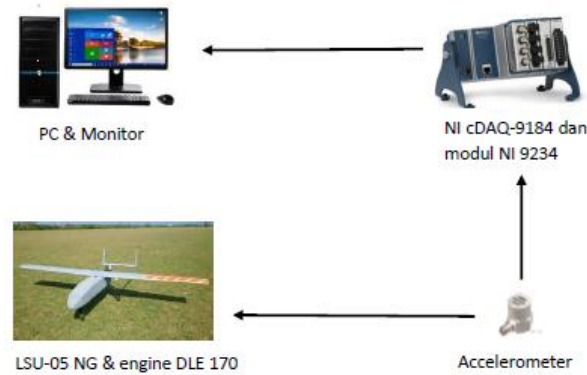 PC & Monitor
NI cDAQ-9184 dan
modul NI 9234
LSU-05 NG & engine DLE 170
Accelerometer